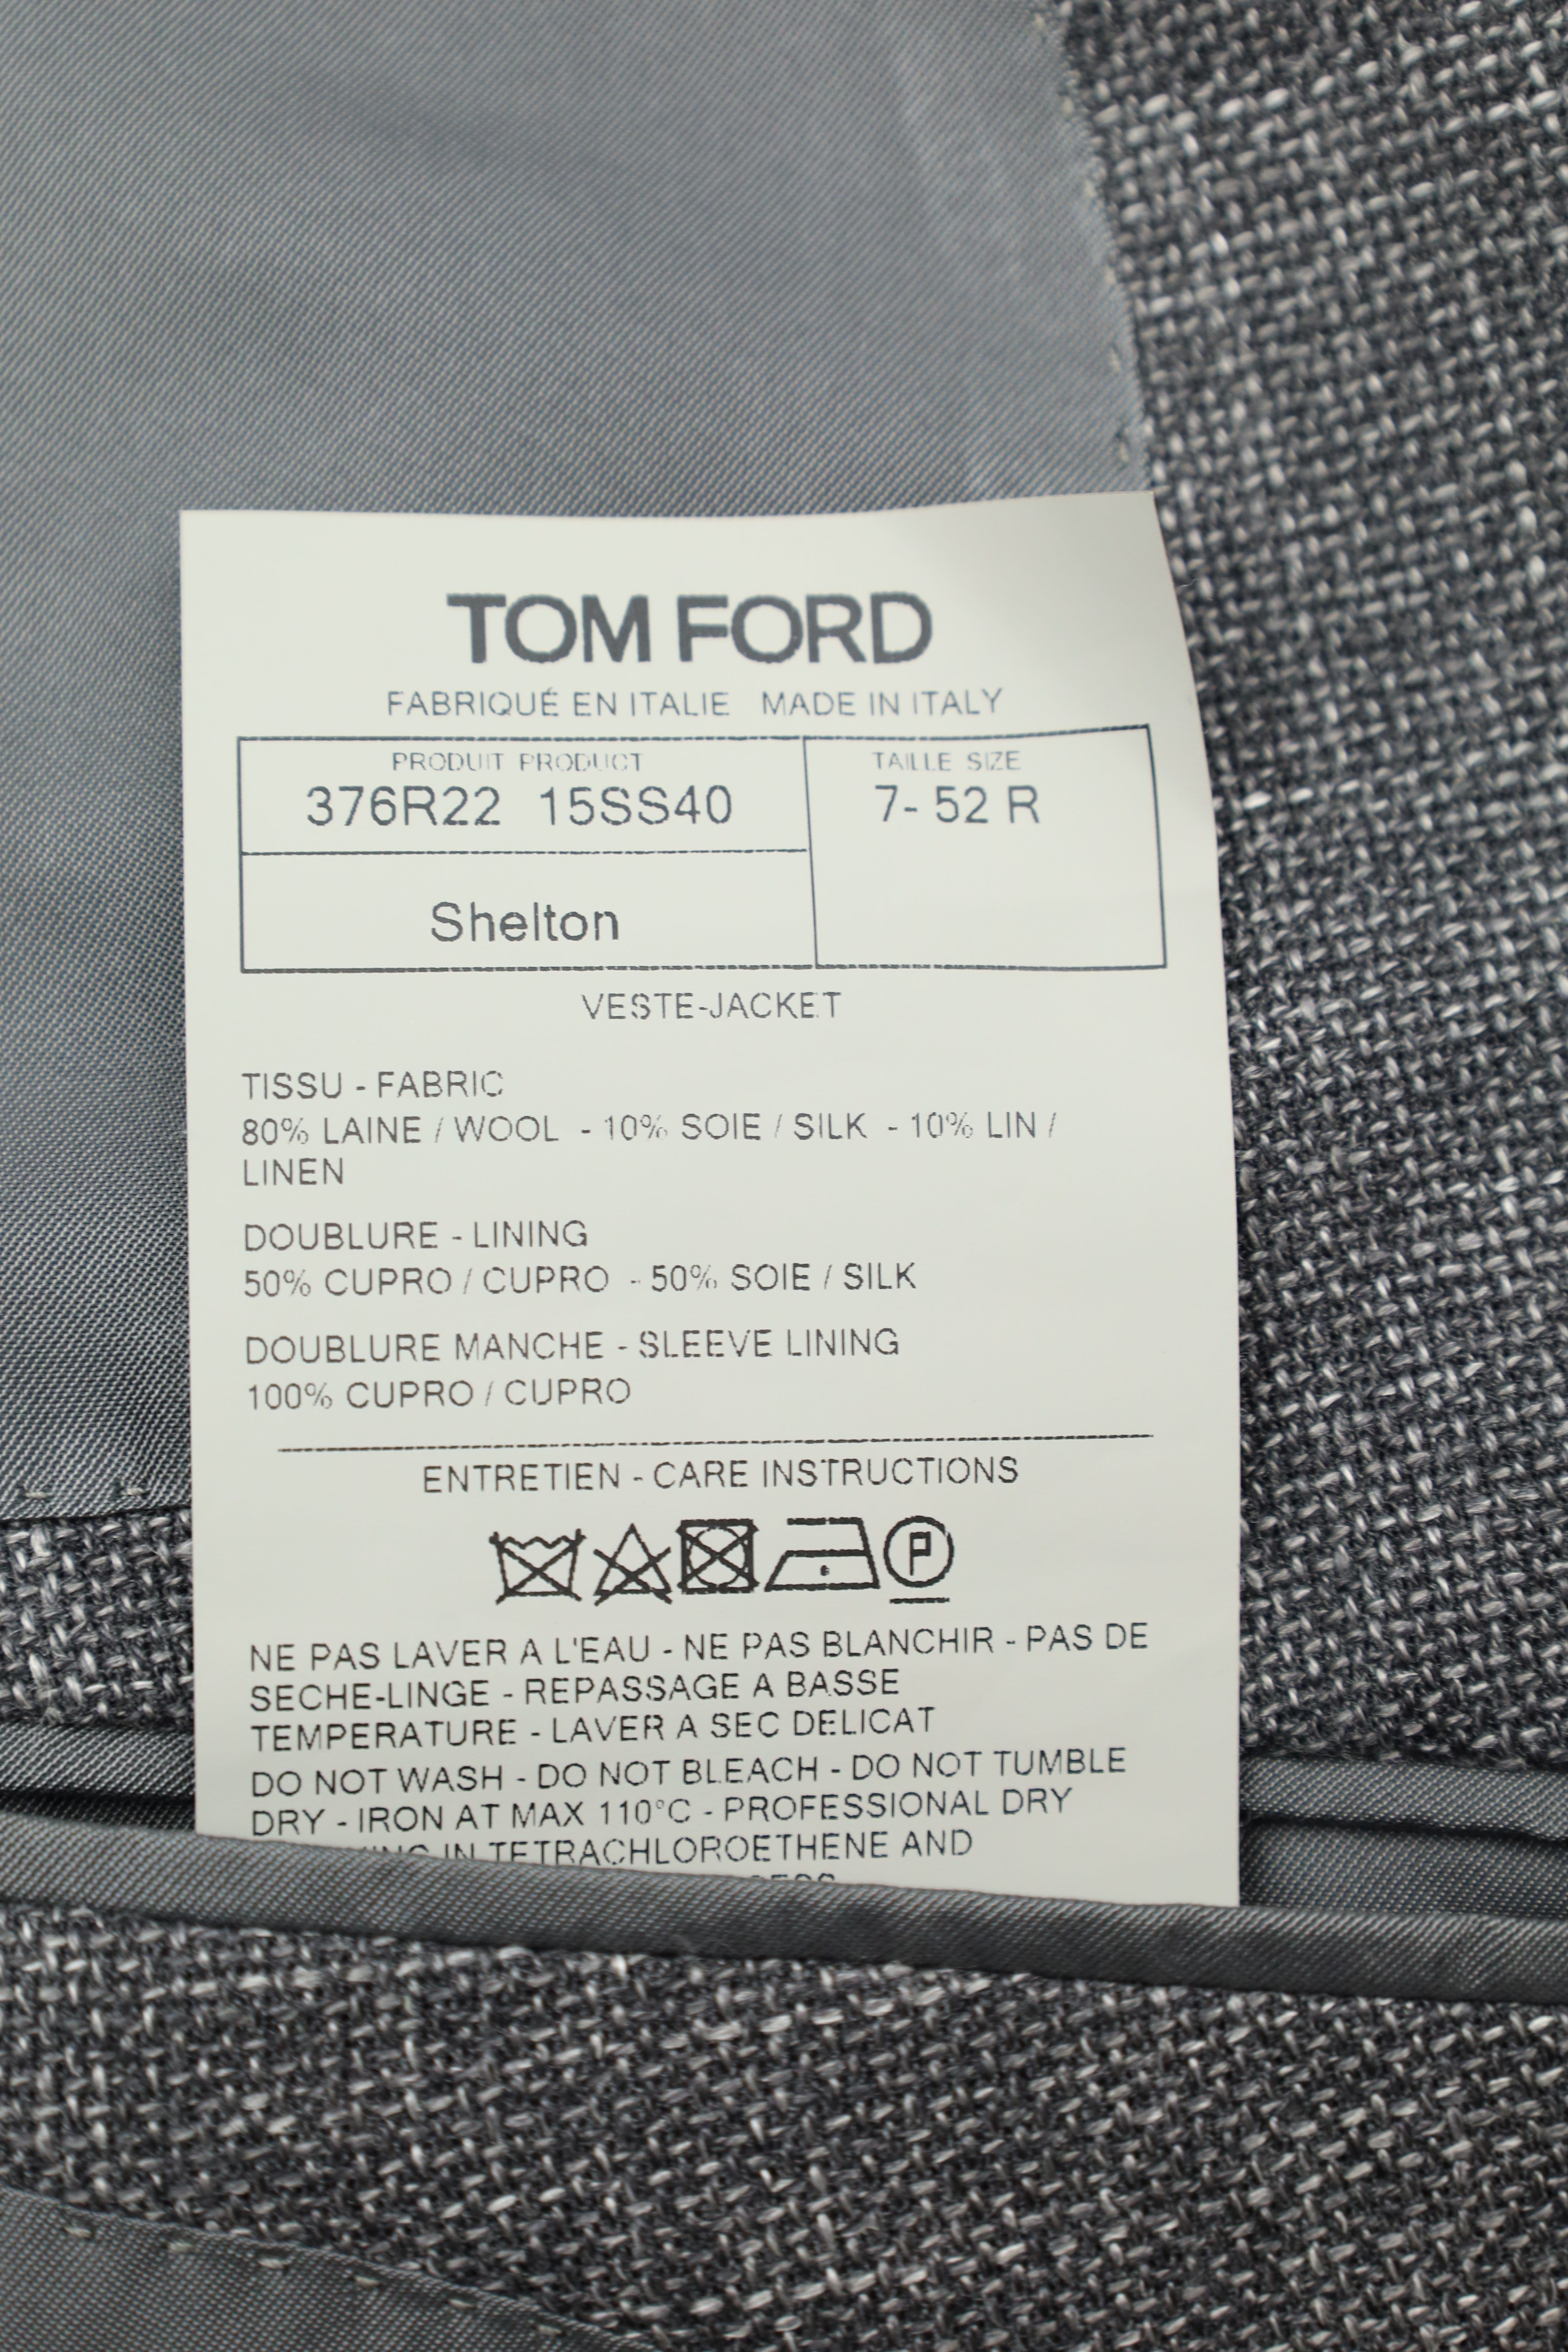 TOM FORD
FABRIQUÉ EN ITALIE MADE IN ITALY
PRODUIT PRODUCT
376R22 15SS40
TAILLE SIZE
7- 52 R
Shelton
VESTE-JACKET
TISSU - FABRIC
80% LAINE / WOOL - 10% SOIE / SILK - 10% LIN /
LINEN
DOUBLURE - LINING
50% CUPRO / CUPRO - 50% SOIE / SILK
DOUBLURE MANCHE - SLEEVE LINING
100% CUPRO / CUPRO
ENTRETIEN - CARE INSTRUCTIONS
P
NE PAS LAVER A L'EAU - NE PAS BLANCHIR - PAS DE
SECHE-LINGE - REPASSAGE A BASSE
TEMPERATURE - LAVER A SEC DELICAT
DO NOT WASH - DO NOT BLEACH - DO NOT TUMBLE
DRY - IRON AT MAX 110°C - PROFESSIONAL DRY
IN TETRACHLOROETHENE AND